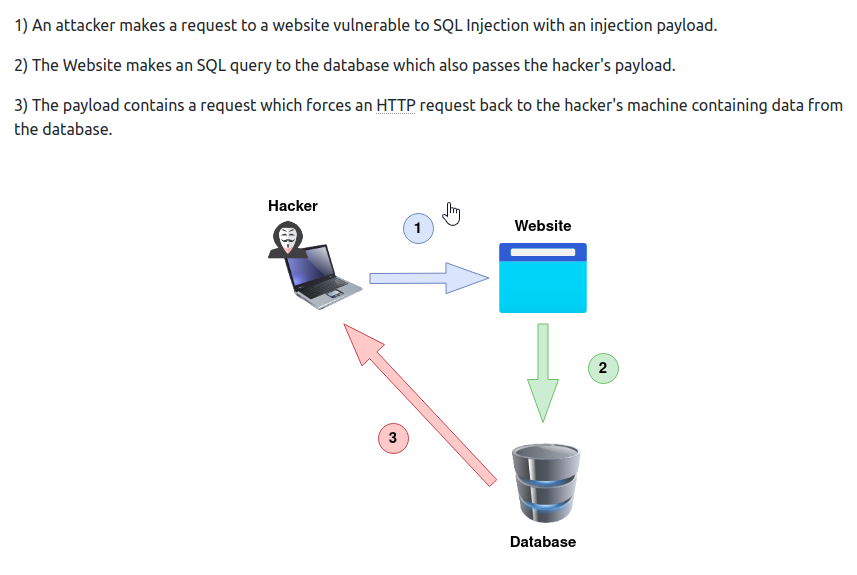 1) An attacker makes a request to a website vulnerable to SQL Injection with an injection payload.
2) The Website makes an SQL query to the database which also passes the hacker's payload.
3) The payload contains a request which forces an HTTP request back to the hacker's machine containing data from
the database.
Hacker
1
Website
2
3
Database